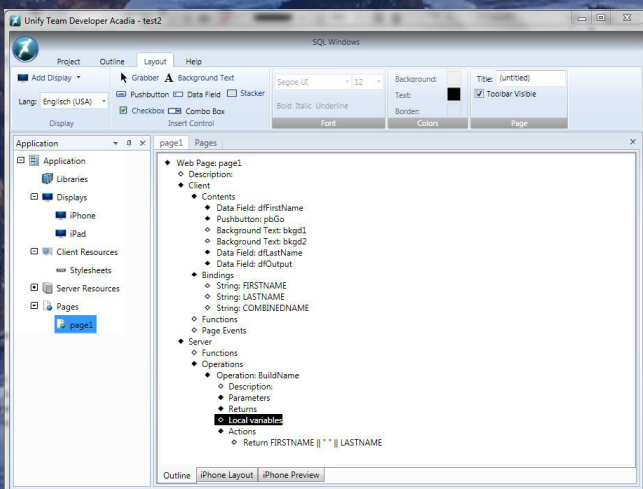 Unify Team Developer Acadia - test2
SQL Windows
Project Outline Layout Help
Add Display
Lang: Englisch (USA)
Display
Grabber A Background Text
Pushbutton Data Field Stacker
Checkbox Combo Box
Insert Control
Segoe UI 12
Bold Italic Underline
Font
Background:
Text:
Border:
Colors
Title: (untitled)
Toolbar Visible
Page
Application
Application
Libraries
Displays
iPhone
iPad
Client Resources
Stylesheets
Server Resources
Pages
page1
page1 Pages
Web Page: page1
Description:
Client
Contents
Data Field: dfFirstName
Pushbutton: pbGo
Background Text: bkgd1
Background Text: bkgd2
Data Field: dfLastName
Data Field: dfOutput
Bindings
String: FIRSTNAME
String: LASTNAME
String: COMBINEDNAME
Functions
Page Events
Server
Functions
Operations
Operation: BuildName
Description:
Parameters
Returns
Local variables
Actions
Return FIRSTNAME || " " || LASTNAME
Outline iPhone Layout iPhone Preview